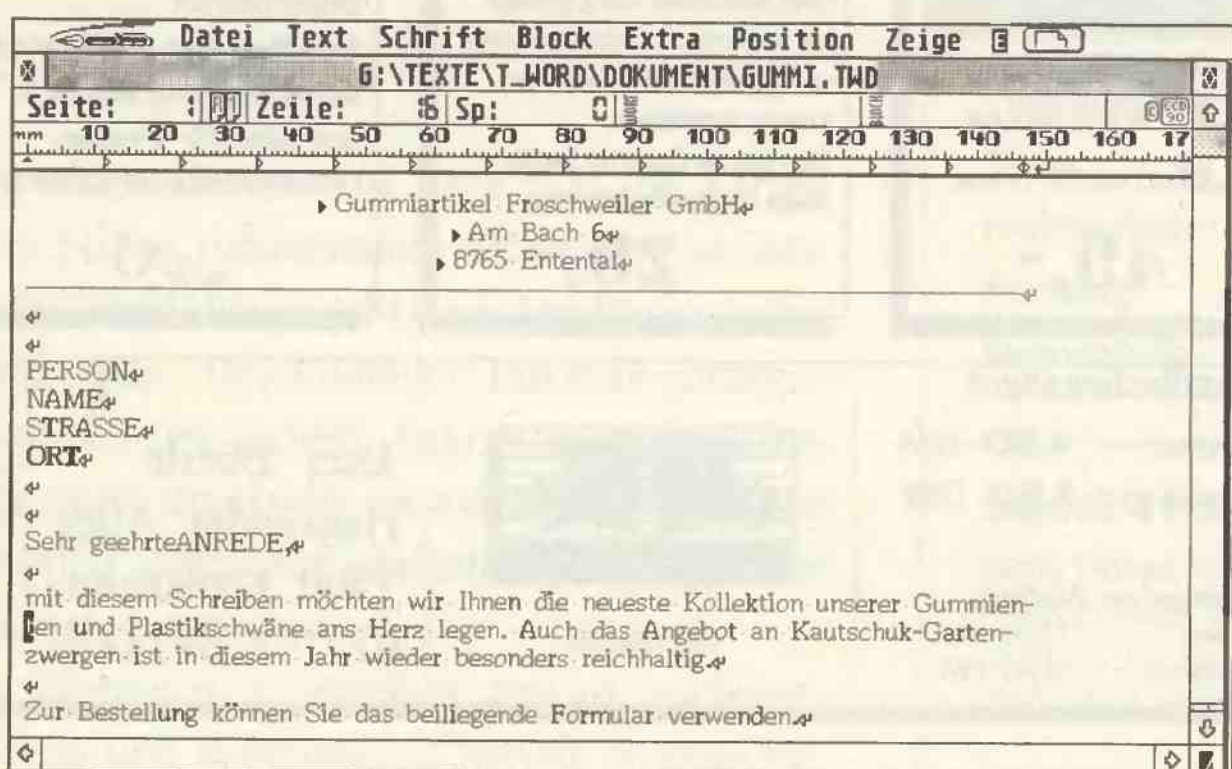 Datei Text Schrift Block Extra Position Zeige
G:\TEXTE\T_WORD\DOKUMENT\GUMMI.TWD
Seite: Zeile: Sp:
mm 10 20 30 40 50 60 70 80 90 100 110 120 130 140 150 160 17
Gummiartikel Froschweiler GmbH
Am Bach 6
8765 Ententa
PERSON
NAME
STRASSE
ORT
Sehr geehrteANREDE,
mit diesem Schreiben möchten wir Ihnen die neueste Kollektion unserer Gummien-
en und Plastikschwäne ans Herz legen. Auch das Angebot an Kautschuk-Garten-
zwergen ist in diesem Jahr wieder besonders reichhaltig.
Zur Bestellung können Sie das beiliegende Formular verwenden.